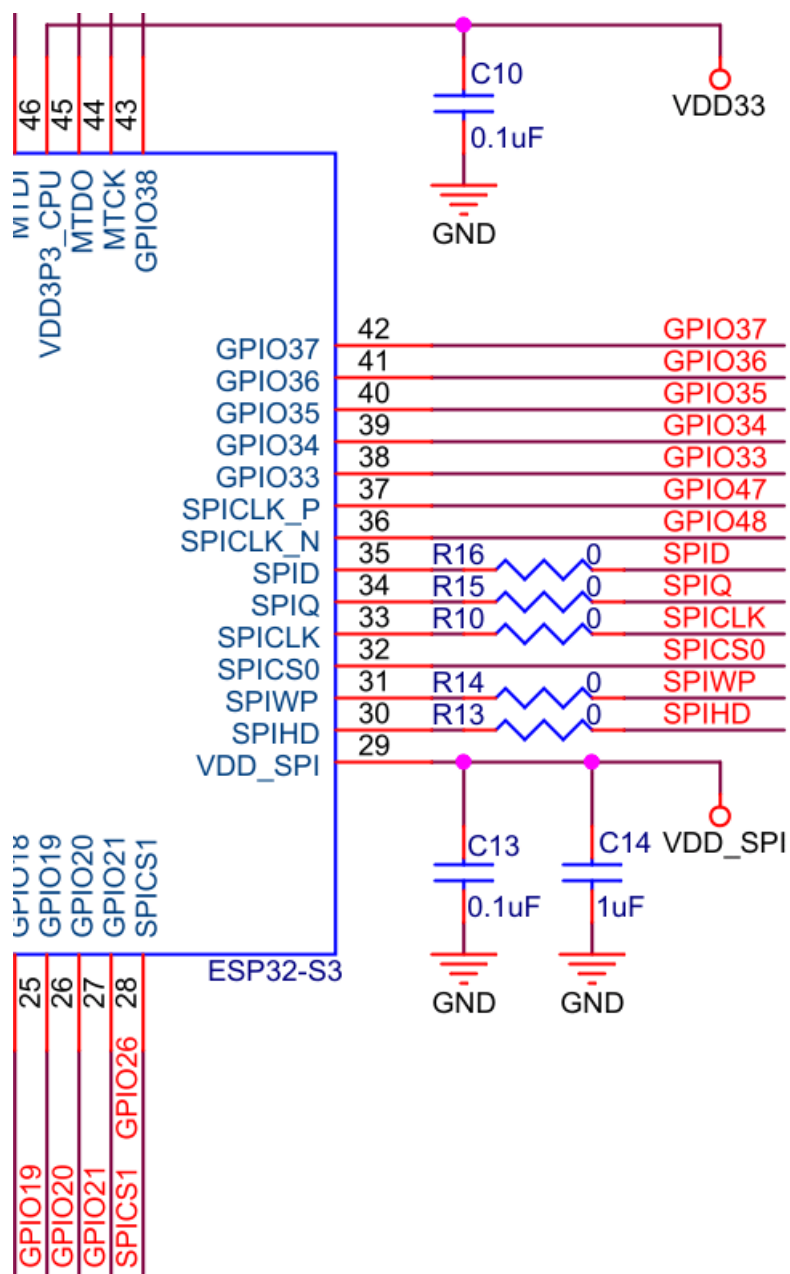 C10
0.1uF
GND
VDD33
46
45
44
43
MTDI
VDD3P3_CPU
MTDO
MTCK
GPIO38
GPIO37 42 GPIO37
GPIO36 41 GPIO36
GPIO35 40 GPIO35
GPIO34 39 GPIO34
GPIO33 38 GPIO33
SPICLK_P 37 GPIO47
SPICLK_N 36 GPIO48
SPID 35 R16 0 SPID
SPIQ 34 R15 0 SPIQ
SPICLK 33 R10 0 SPICLK
SPICS0 32 SPICS0
SPIWP 31 R14 0 SPIWP
SPIHD 30 R13 0 SPIHD
VDD_SPI 29
C13
0.1uF
GND
C14
1uF
GND
VDD_SPI
GPIO18
GPIO19
GPIO20
GPIO21
SPICS1
ESP32-S3
25
26
27
28
GPIO19
GPIO20
GPIO21
SPICS1 GPIO26